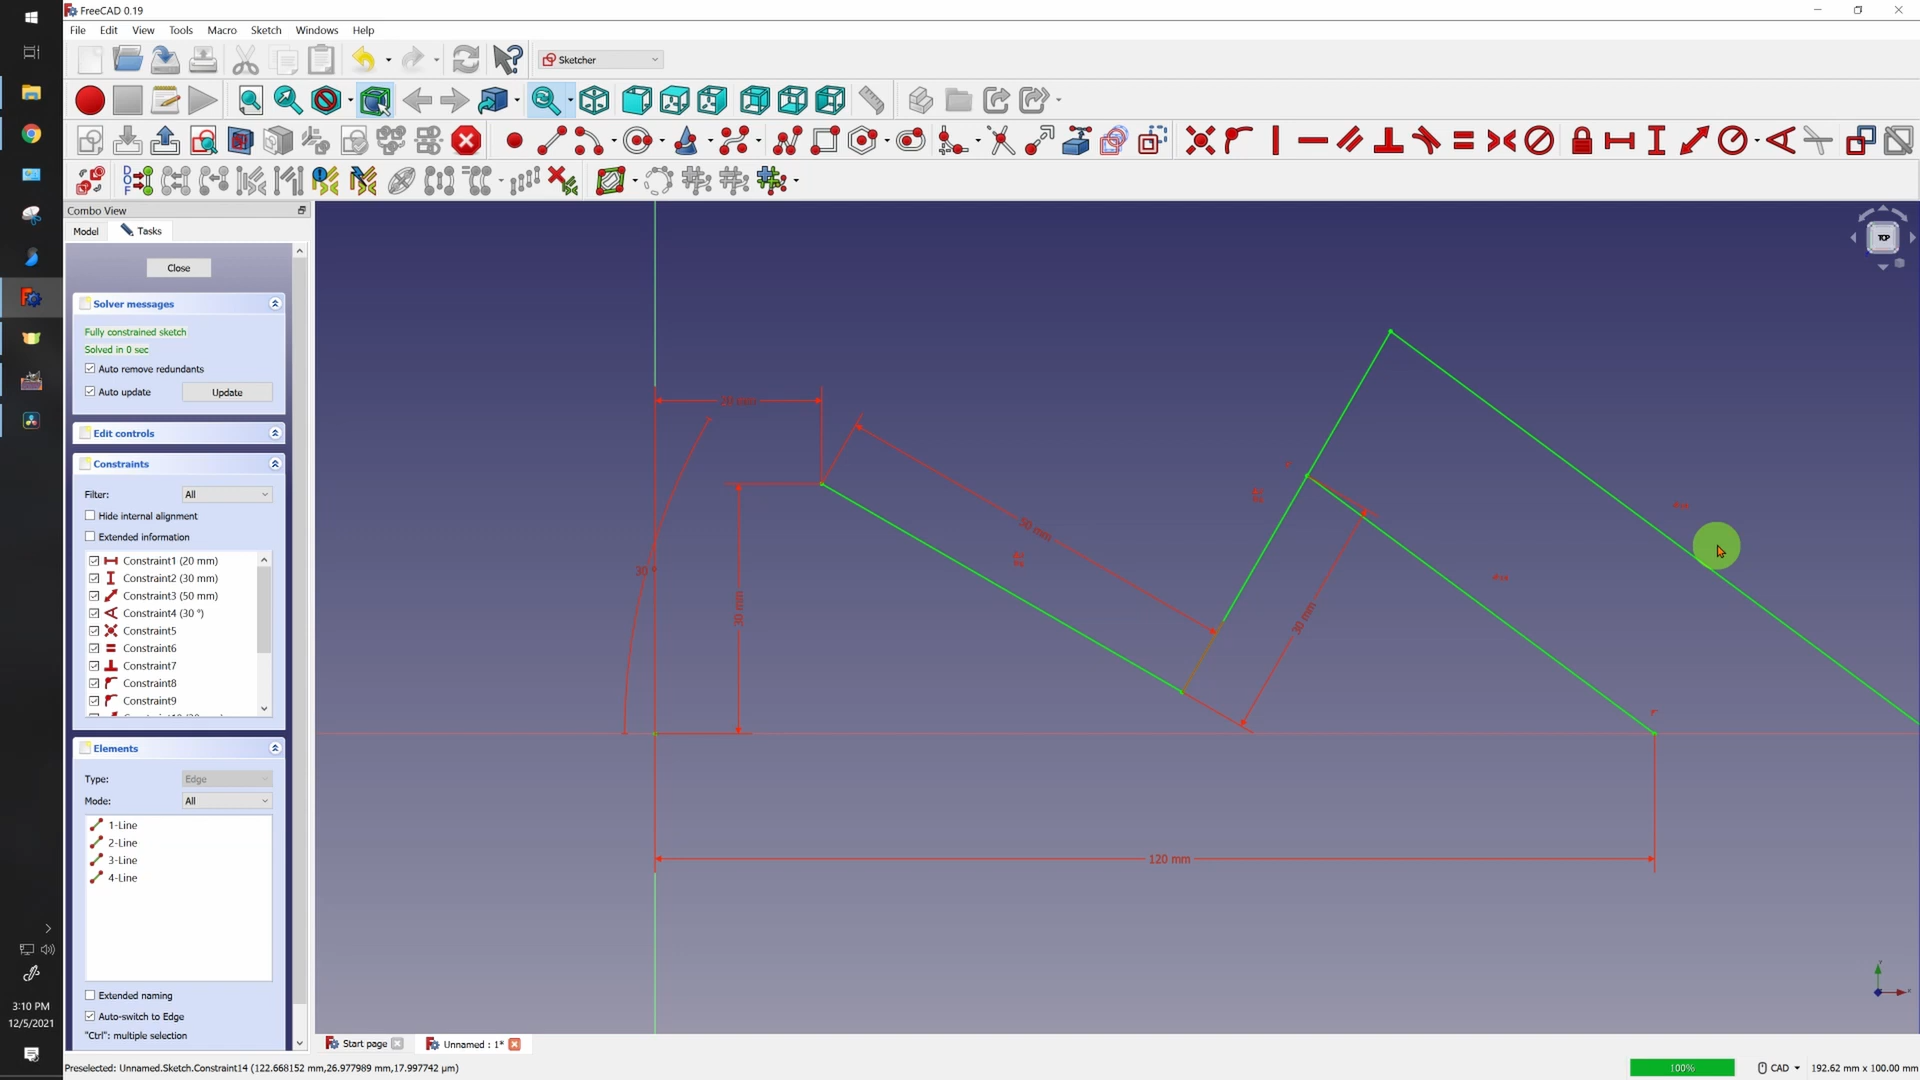 FreeCAD 0.19
File Edit View Tools Macro Sketch Windows Help
Sketcher
Combo View
Model Tasks
Close
Solver messages
Fully constrained sketch
Solved in 0 sec
Auto remove redundants
Auto update Update
Edit controls
Constraints
Filter: All
Hide internal alignment
Extended information
Constraint1 (20 mm)
Constraint2 (30 mm)
Constraint3 (50 mm)
Constraint4 (30 °)
Constraint5
Constraint6
Constraint7
Constraint8
Constraint9
Elements
Type: Edge
Mode: All
1-Line
2-Line
3-Line
4-Line
Extended naming
Auto-switch to Edge
"Ctrl": multiple selection
TOP
50 mm
30
30 mm
30 mm
120 mm
Start page Unnamed : 1*
3:10 PM
12/5/2021
Preselected: Unnamed.Sketch.Constraint14 (122.668152 mm,26.977989 mm,17.997742 μm)
100% CAD 192.62 mm x 100.00 mm